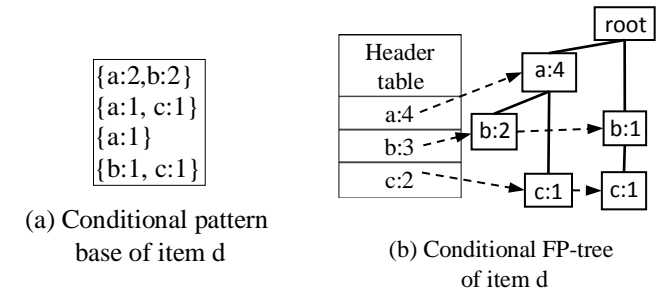 {a:2,b:2}
{a:1, c:1}
{a:1}
{b:1, c:1}
(a) Conditional pattern
base of item d
Header
table
a:4
b:3
c:2
root
a:4
b:2
b:1
c:1
c:1
(b) Conditional FP-tree
of item d